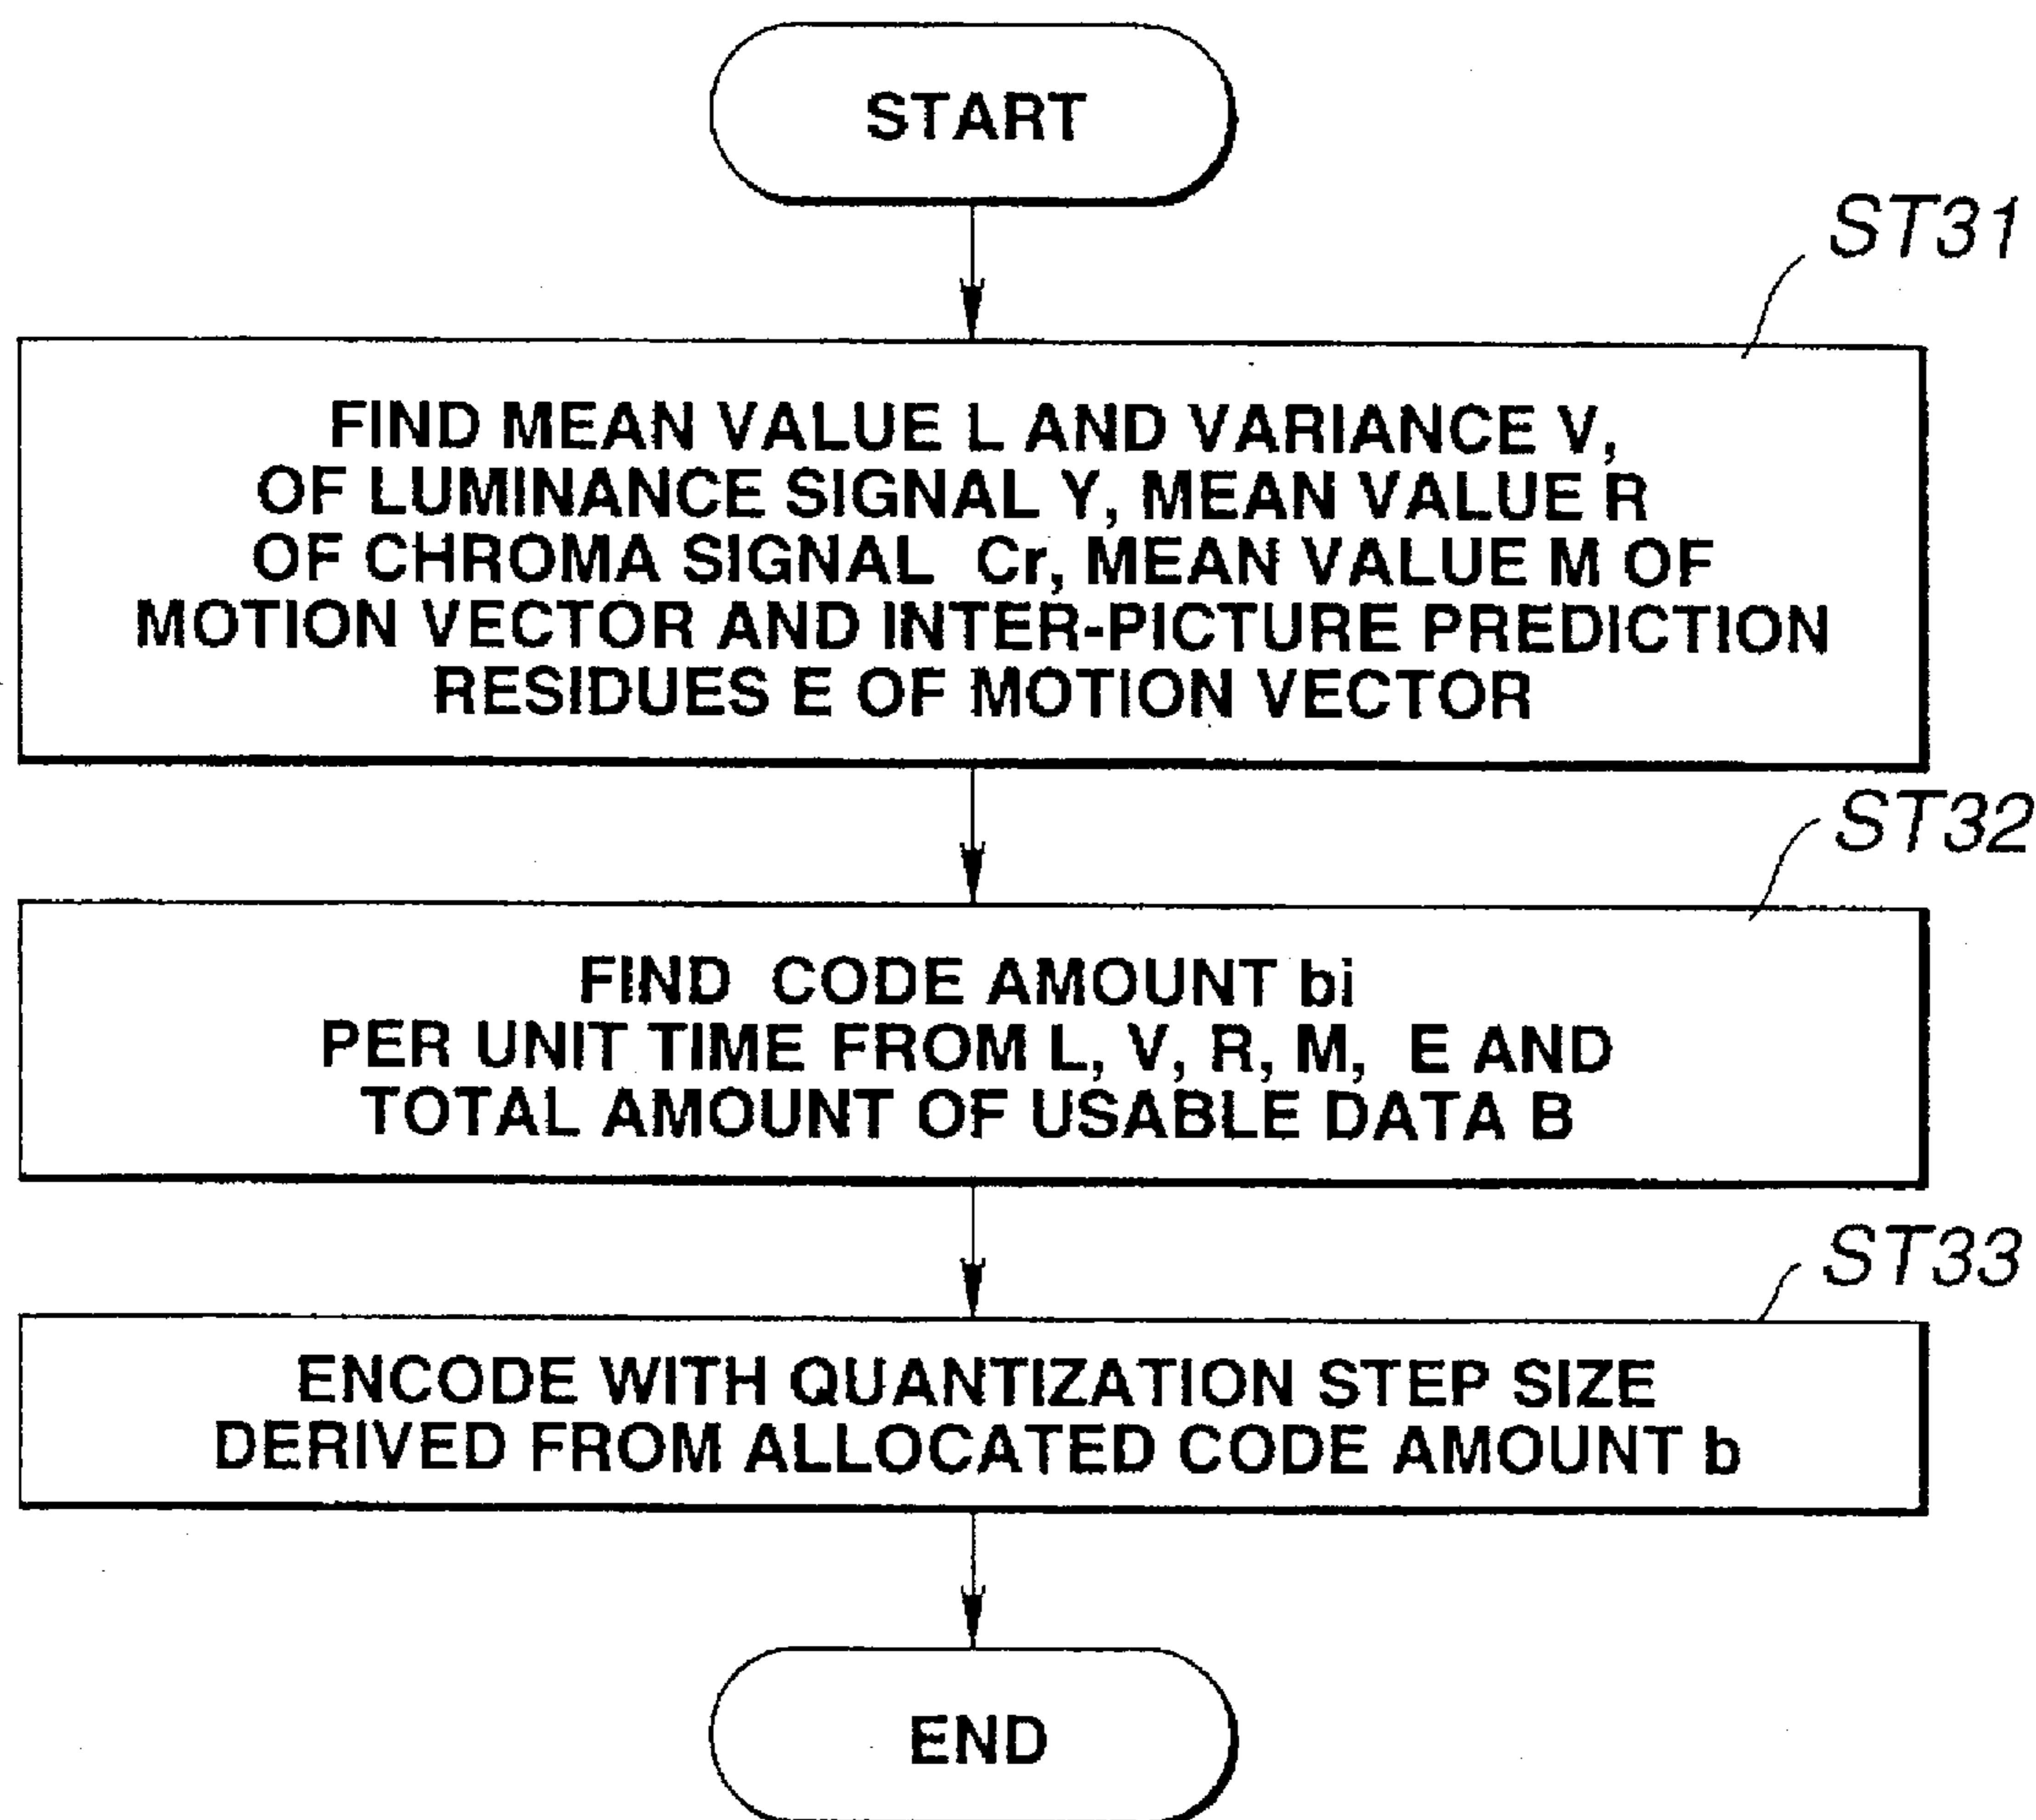 START
ST31
FIND MEAN VALUE L AND VARIANCE V,
OF LUMINANCE SIGNAL Y, MEAN VALUE R
OF CHROMA SIGNAL Cr, MEAN VALUE M OF
MOTION VECTOR AND INTER-PICTURE PREDICTION
RESIDUES E OF MOTION VECTOR
ST32
FIND CODE AMOUNT bi
PER UNIT TIME FROM L, V, R, M, E AND
TOTAL AMOUNT OF USABLE DATA B
ST33
ENCODE WITH QUANTIZATION STEP SIZE
DERIVED FROM ALLOCATED CODE AMOUNT b
END